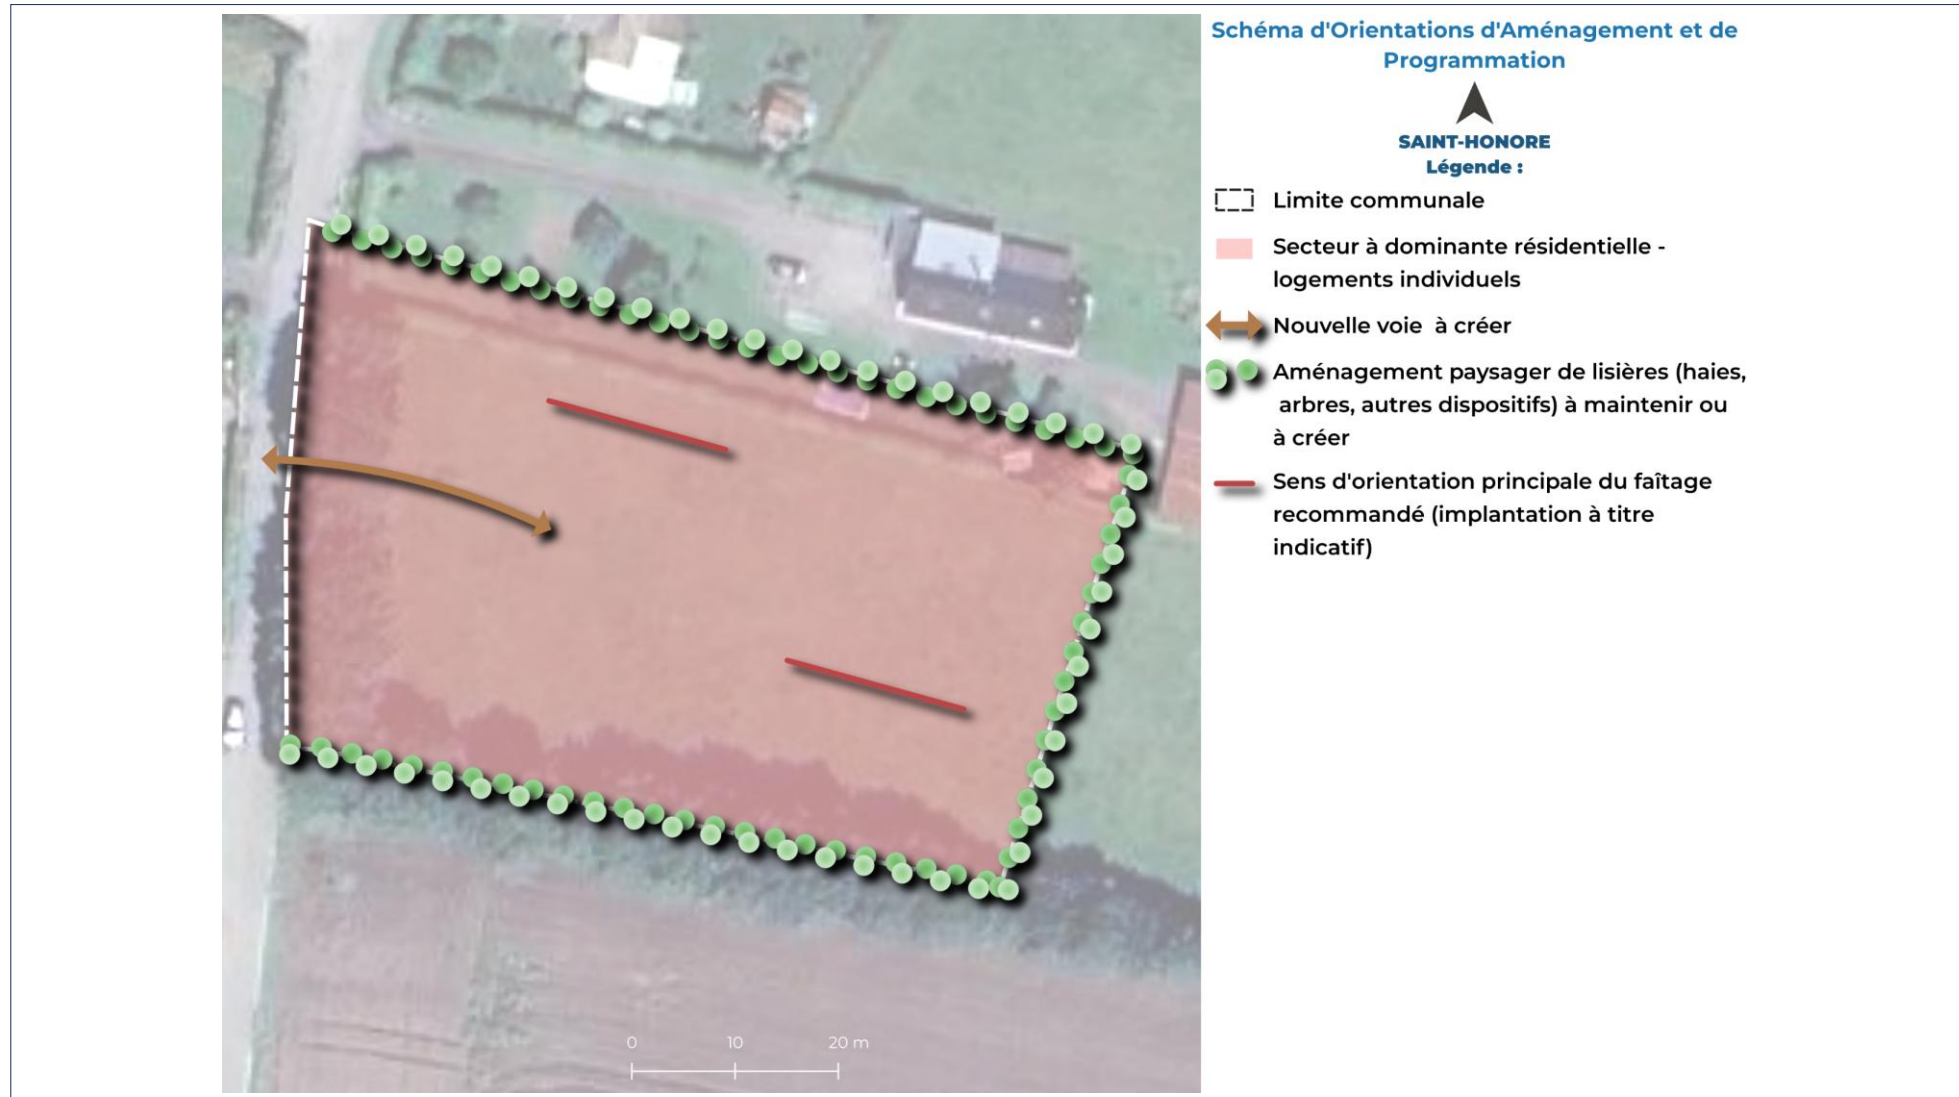 Schéma d'Orientations d'Aménagement et de
Programmation
SAINT-HONORE
Légende :
Limite communale
Secteur à dominante résidentielle -
logements individuels
Nouvelle voie à créer
Aménagement paysager de lisières (haies,
arbres, autres dispositifs) à maintenir ou
à créer
Sens d'orientation principale du faîtage
recommandé (implantation à titre
indicatif)
0 10 20 m